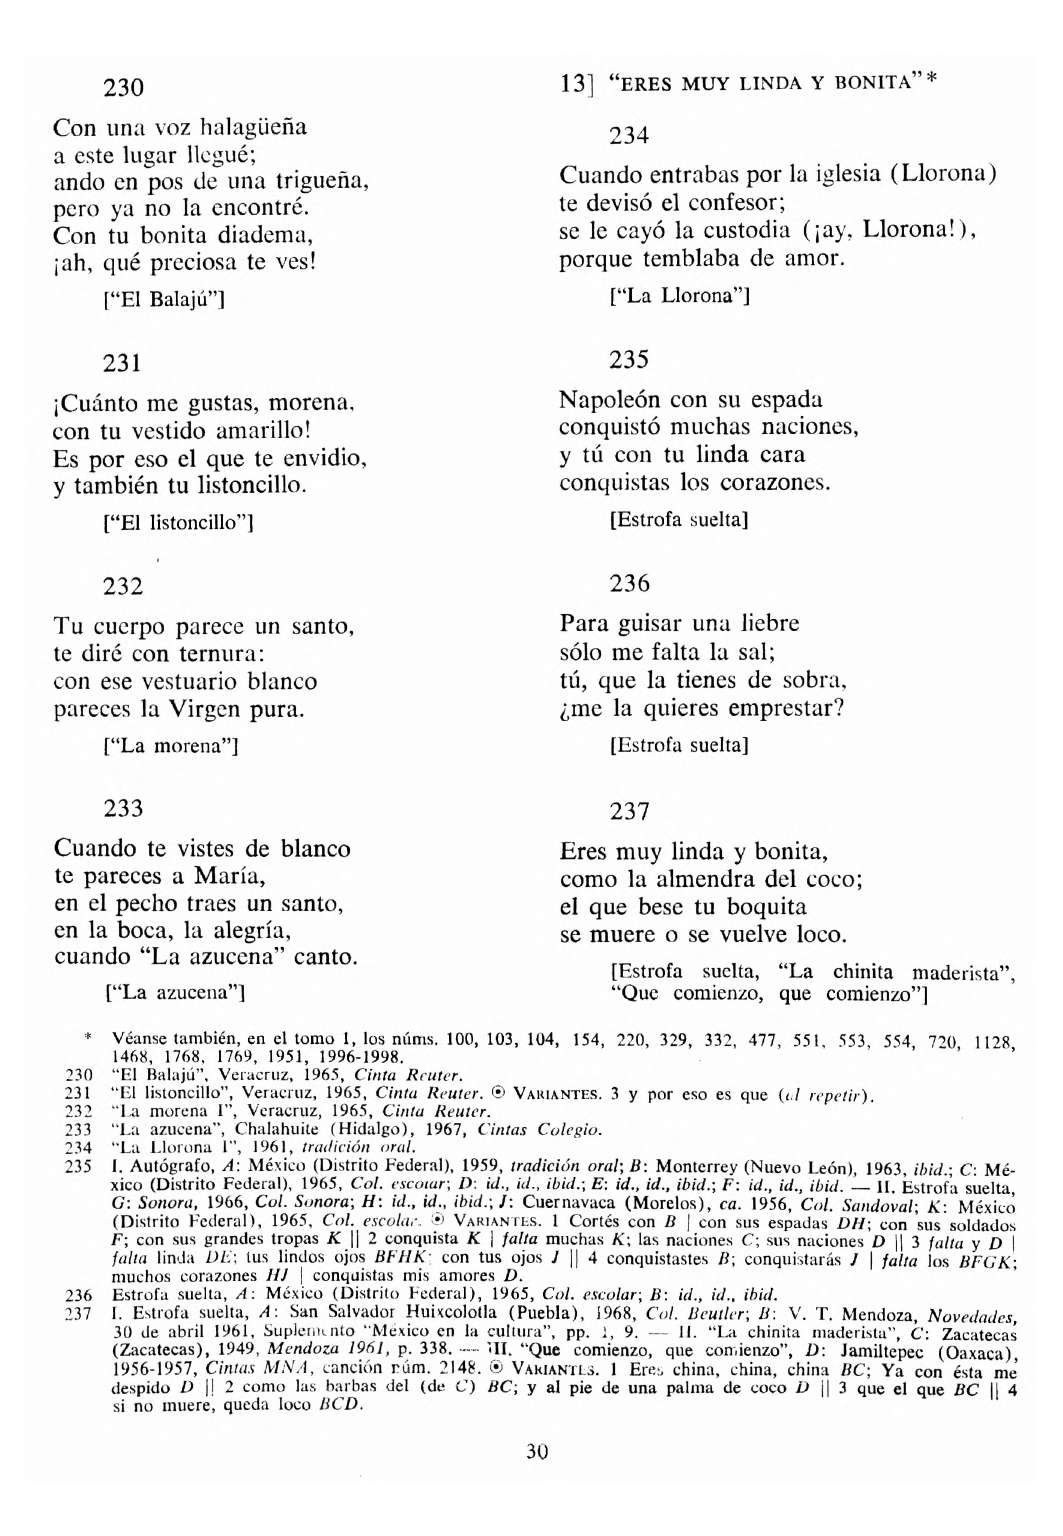 230
Con una voz halagüeña
a este lugar llegué;
ando en pos de una trigueña,
pero ya no la encontré.
Con tu bonita diadema,
¡ah, qué preciosa te ves!
[“El Balajú”]
231
¡Cuánto me gustas, morena,
con tu vestido amarillo!
Es por eso el que te envidio,
y también tu listoncillo.
[“El listoncillo”]
232
Tu cuerpo parece un santo,
te diré con ternura:
con ese vestuario blanco
pareces la Virgen pura.
[“La morena”]
233
Cuando te vistes de blanco
te pareces a María,
en el pecho traes un santo,
en la boca, la alegría,
cuando “La azucena” canto.
[“La azucena”]
13] “ERES MUY LINDA Y BONITA”*
234
Cuando entrabas por la iglesia (Llorona)
te devisó el confesor;
se le cayó la custodia (¡ay, Llorona!),
porque temblaba de amor.
[“La Llorona”]
235
Napoleón con su espada
conquistó muchas naciones,
y tú con tu linda cara
conquistas los corazones.
[Estrofa suelta]
236
Para guisar una liebre
sólo me falta la sal;
tú, que la tienes de sobra,
¿me la quieres emprestar?
[Estrofa suelta]
237
Eres muy linda y bonita,
como la almendra del coco;
el que bese tu boquita
se muere o se vuelve loco.
[Estrofa suelta, “La chinita maderista”,
“Que comienzo, que comienzo”]
* Véanse también, en el tomo 1, los núms. 100, 103, 104, 154, 220, 329, 332, 477, 551, 553, 554, 720, 1128,
1468, 1768, 1769, 1951, 1996-1998.
230 “El Balajú”, Veracruz, 1965, Cinta Reuter.
231 “El listoncillo”, Veracruz, 1965, Cinta Reuter. ⊙ VARIANTES. 3 y por eso es que (al repetir).
232 “La morena I”, Veracruz, 1965, Cinta Reuter.
233 “La azucena”, Chalahuite (Hidalgo), 1967, Cintas Colegio.
234 “La Llorona I”, 1961, tradición oral.
235 I. Autógrafo, A: México (Distrito Federal), 1959, tradición oral; B: Monterrey (Nuevo León), 1963, ibid.; C: Mé-
xico (Distrito Federal), 1965, Col. escolar; D: id., id., ibid.; E: id., id., ibid.; F: id., id., ibid. — II. Estrofa suelta,
G: Sonora, 1966, Col. Sonora; H: id., id., ibid.; J: Cuernavaca (Morelos), ca. 1956, Col. Sandoval; K: México
(Distrito Federal), 1965, Col. escolar. ⊙ VARIANTES. 1 Cortés con B | con sus espadas DH; con sus soldados
F; con sus grandes tropas K || 2 conquista K | falta muchas K; las naciones C; sus naciones D || 3 falta y D |
falta linda DE; tus lindos ojos BFHK; con tus ojos J || 4 conquistastes B; conquistarás J | falta los BFGK;
muchos corazones HJ | conquistas mis amores D.
236 Estrofa suelta, A: México (Distrito Federal), 1965, Col. escolar; B: id., id., ibid.
237 I. Estrofa suelta, A: San Salvador Huixcolotla (Puebla), 1968, Col. Beutler; B: V. T. Mendoza, Novedades,
30 de abril 1961, Suplemento “México en la cultura”, pp. 1, 9. — II. “La chinita maderista”, C: Zacatecas
(Zacatecas), 1949, Mendoza 1961, p. 338. — III. “Que comienzo, que comienzo”, D: Jamiltepec (Oaxaca),
1956-1957, Cintas MNA, canción núm. 2148. ⊙ VARIANTES. 1 Eres china, china, china BC; Ya con ésta me
despido D || 2 como las barbas del (de C) BC; y al pie de una palma de coco D || 3 que el que BC || 4
si no muere, queda loco BCD.
30